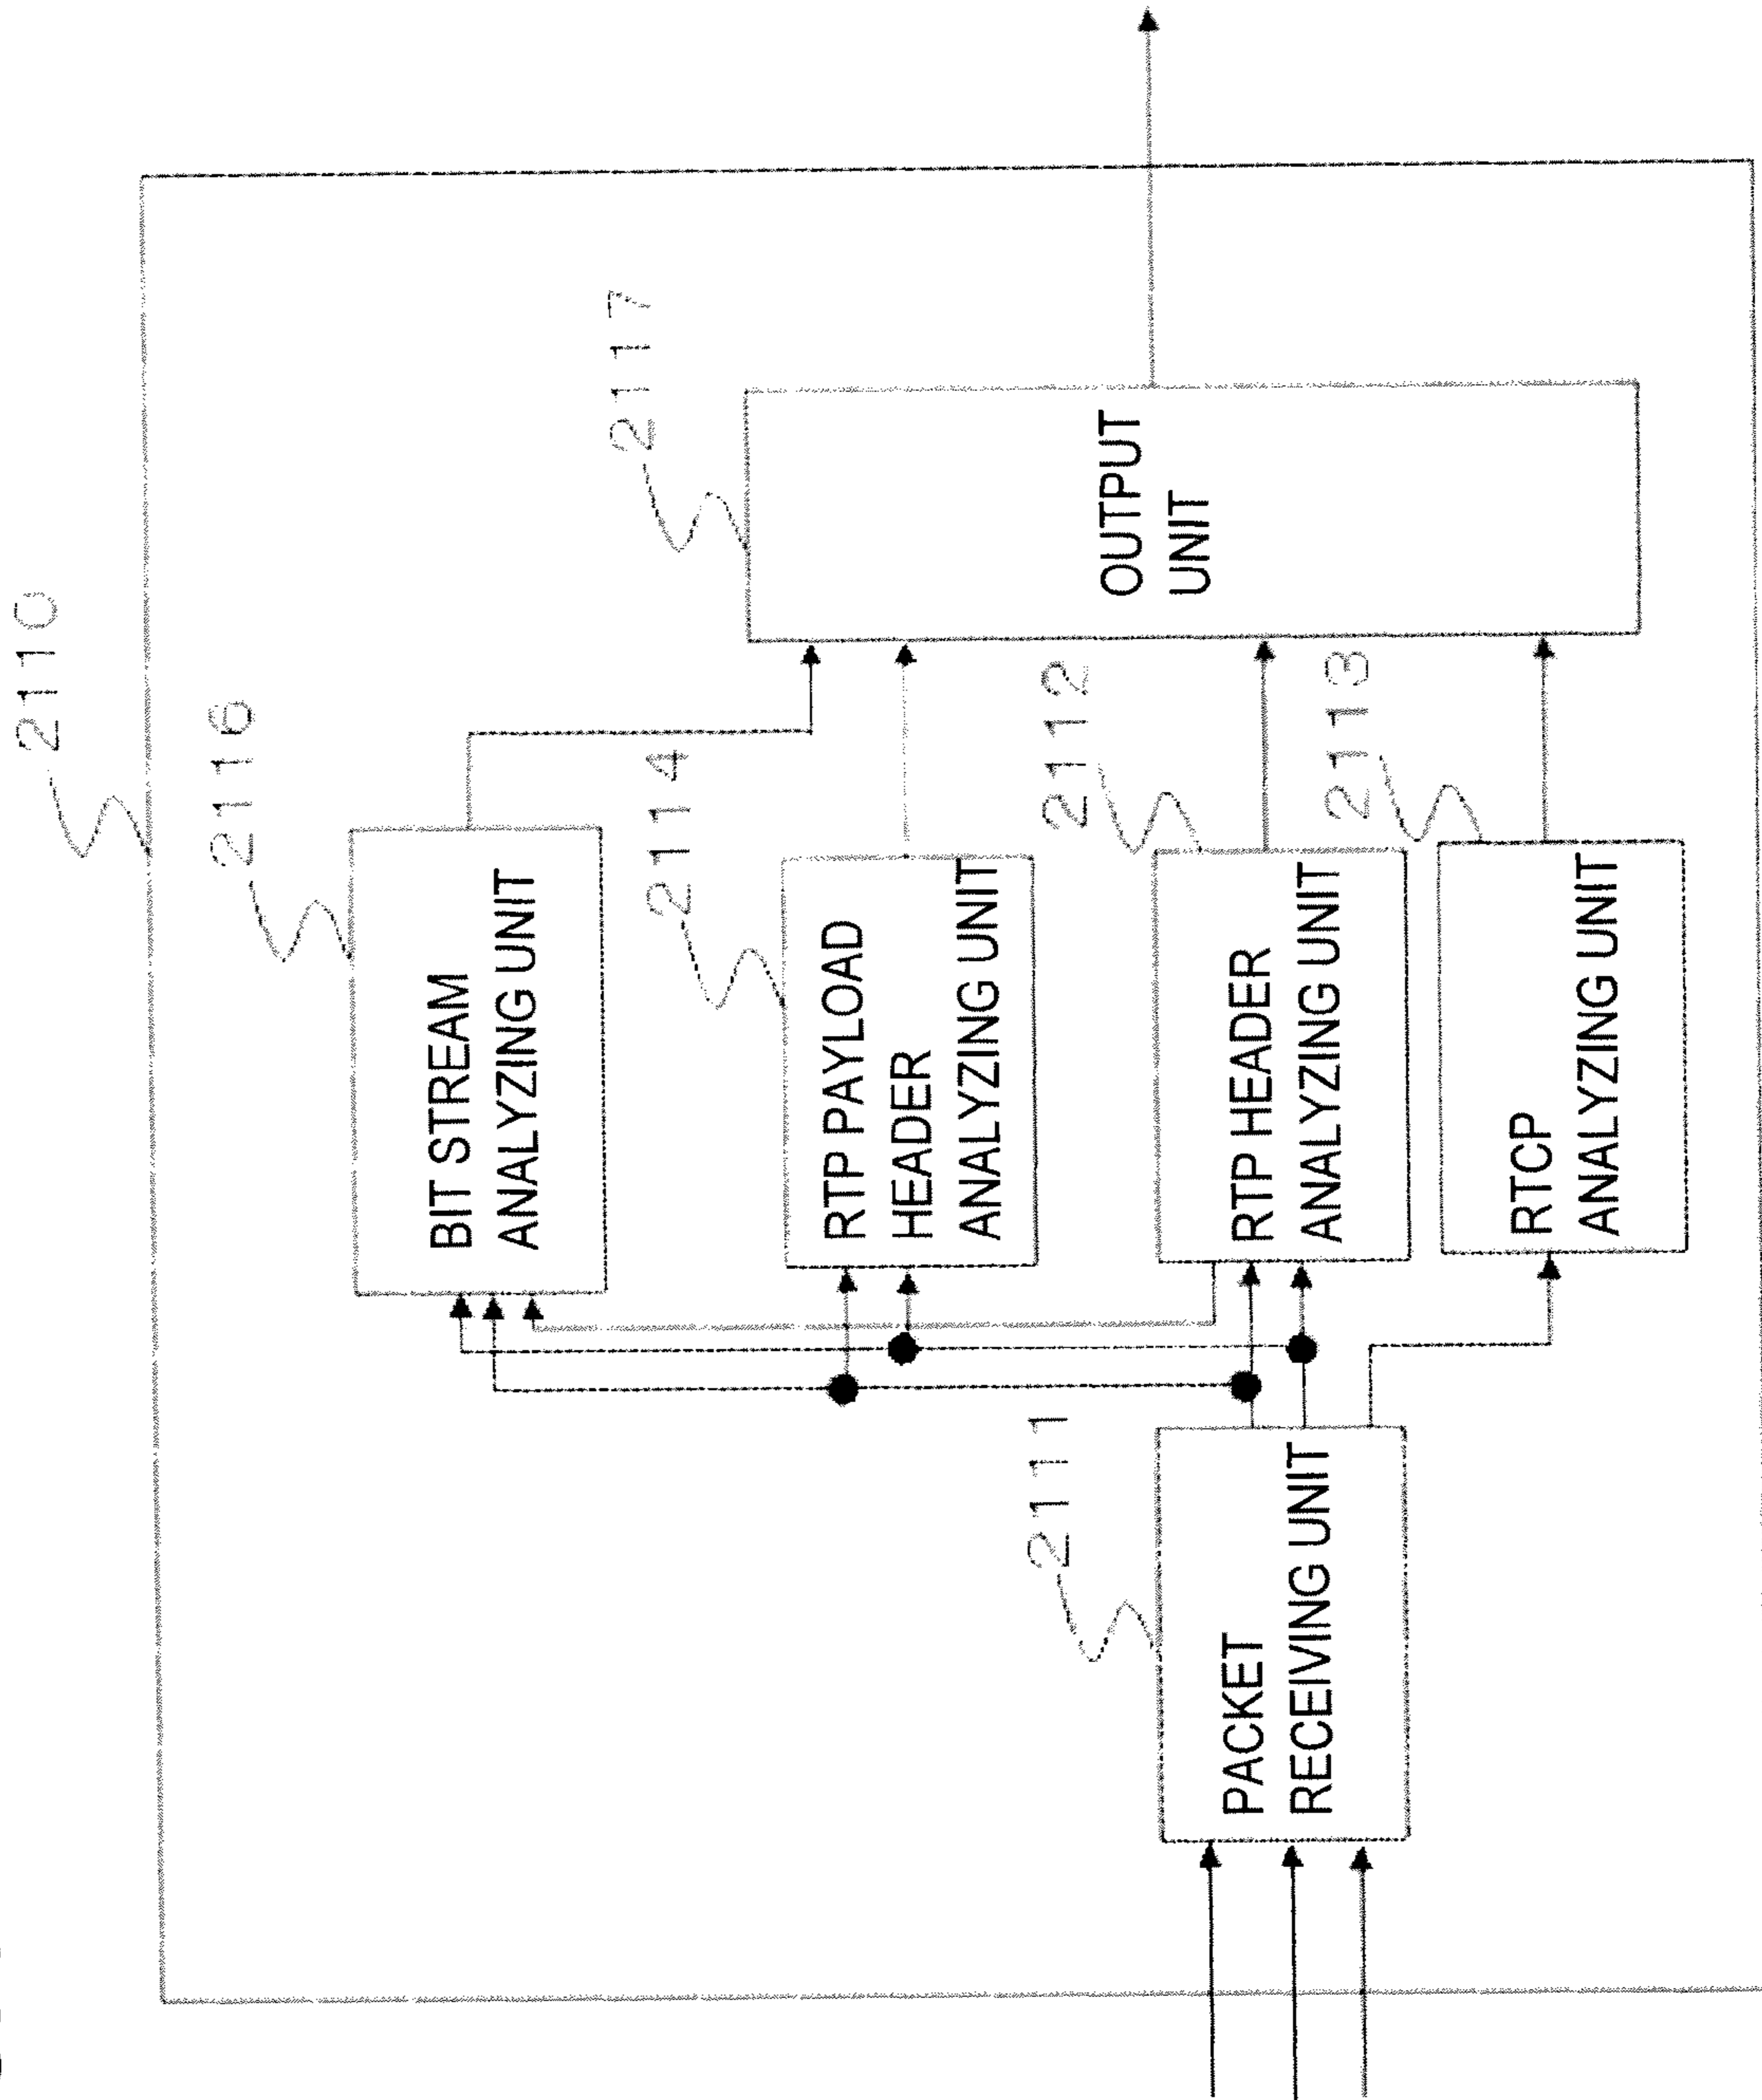 2110
2116
BIT STREAM
ANALYZING UNIT
2117
OUTPUT
UNIT
2114
RTP PAYLOAD
HEADER
ANALYZING UNIT
2111
PACKET
RECEIVING UNIT
2112
RTP HEADER
ANALYZING UNIT
2113
RTCP
ANALYZING UNIT